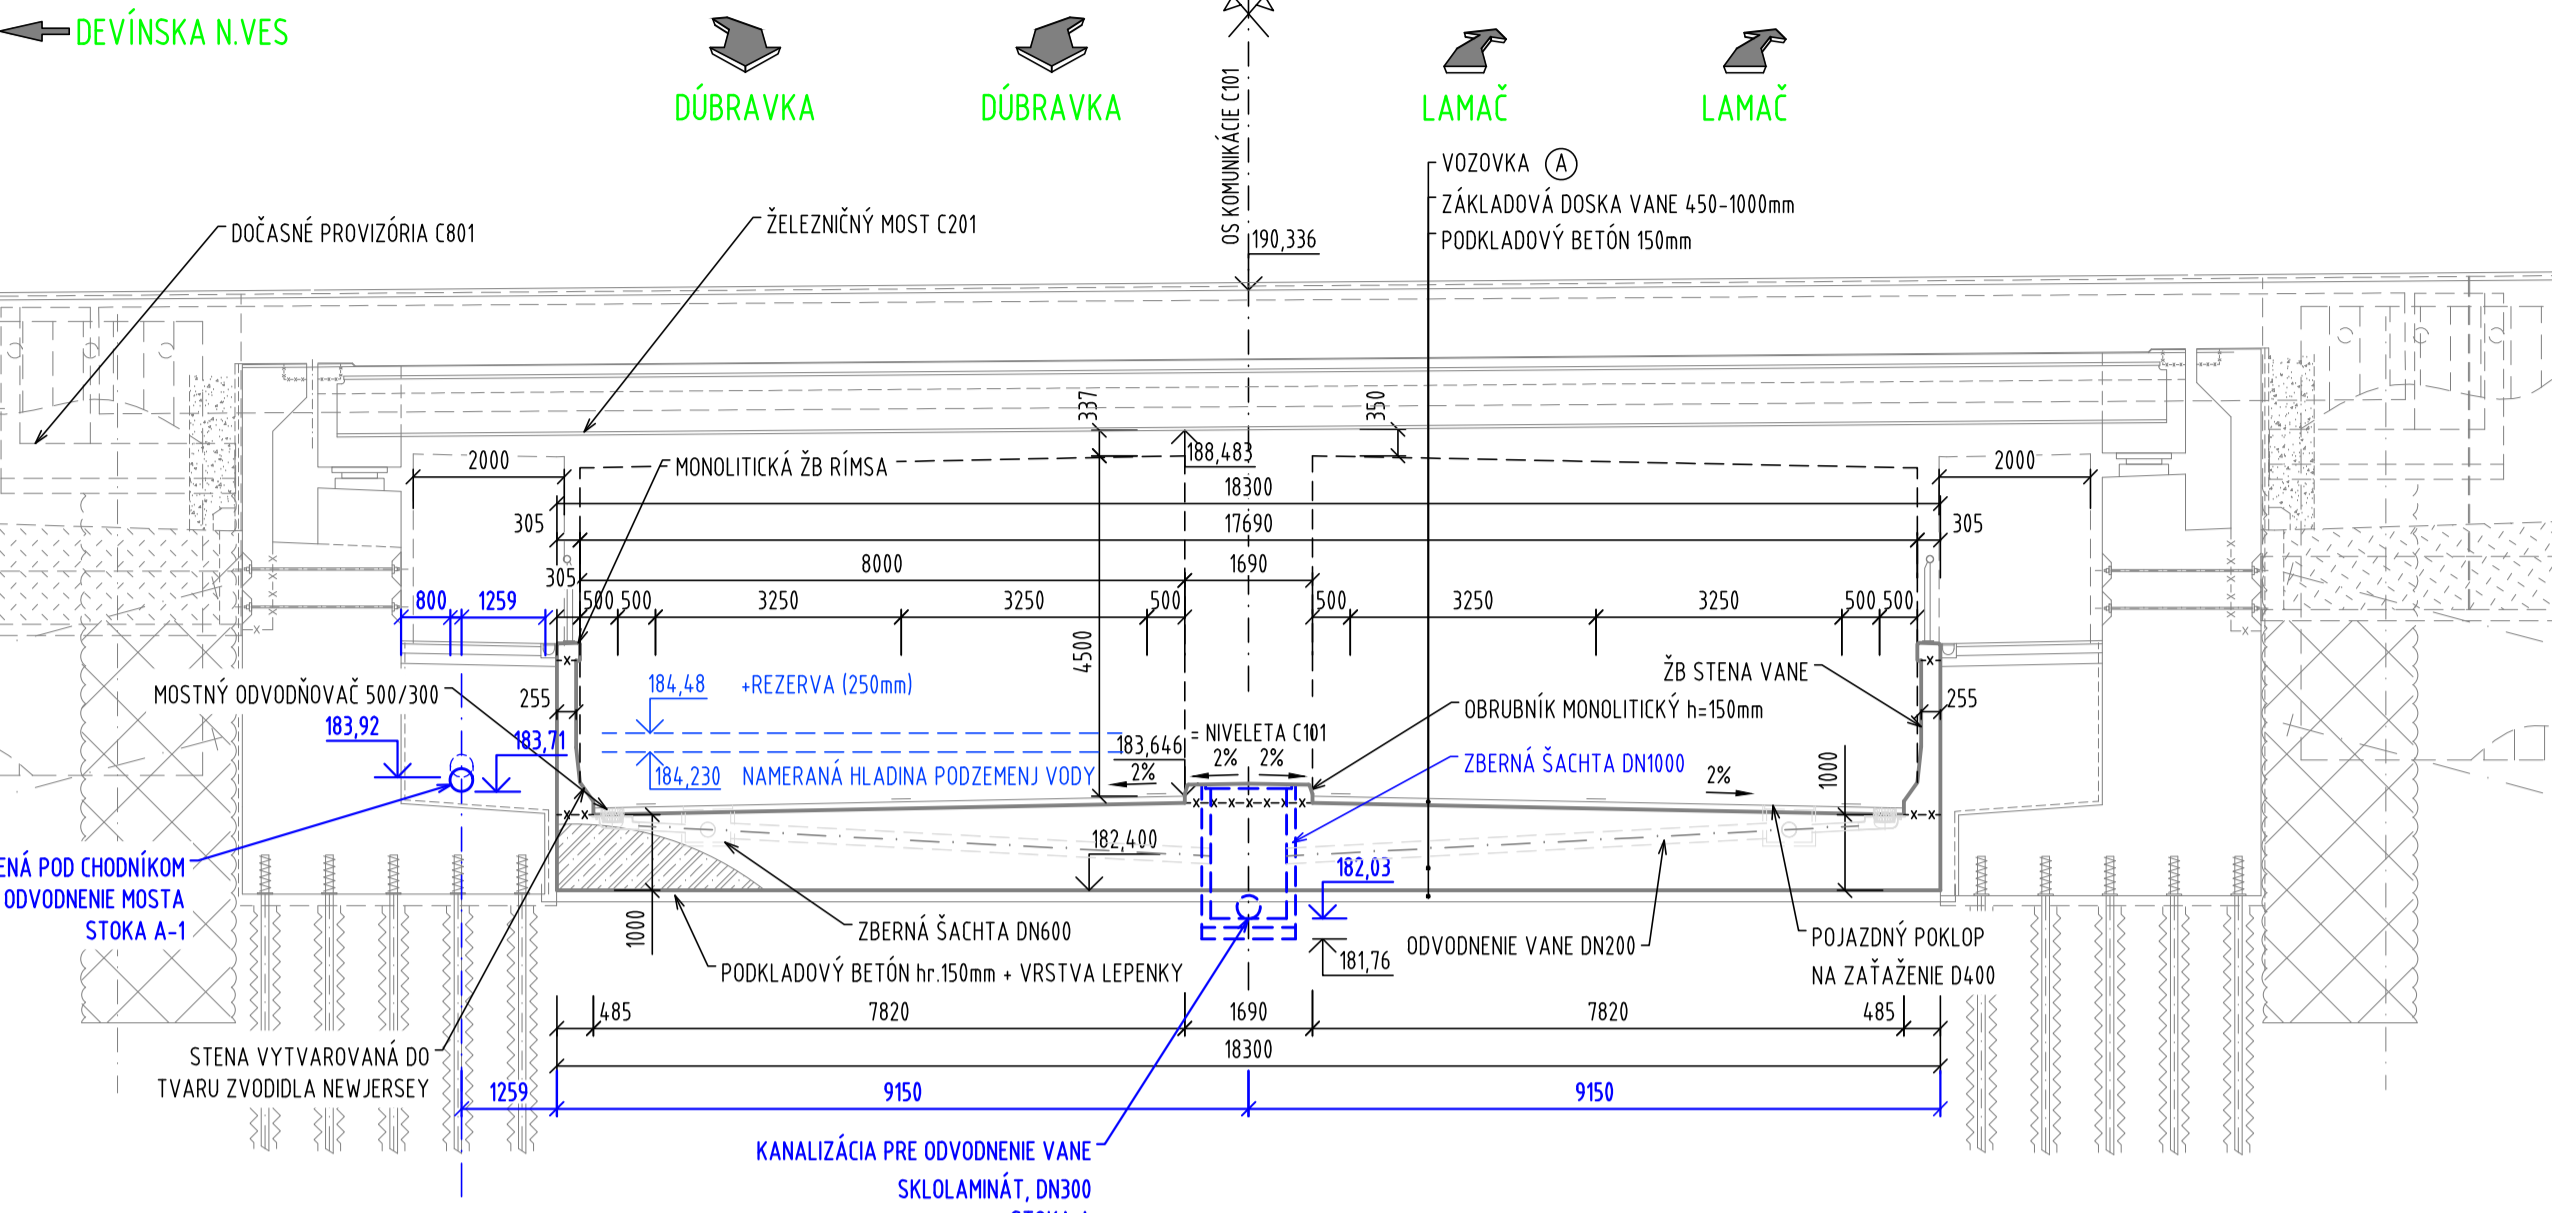 DEVÍNSKA N.VES
DÚBRAVKA
DÚBRAVKA
LAMAČ
LAMAČ
OS KOMUNIKÁCIE C101
190,336
VOZOVKA A
ZÁKLADOVÁ DOSKA VANE 450-1000mm
PODKLADOVÝ BETÓN 150mm
DOČASNÉ PROVIZÓRIA C801
ŽELEZNIČNÝ MOST C201
337
350
188,483
2000
MONOLITICKÁ ŽB RÍMSA
2000
18300
305
17690
305
305
8000
1690
800
1259
500
500
3250
3250
500
500
3250
3250
500
500
4500
MOSTNÝ ODVODŇOVAČ 500/300
255
184,48
+REZERVA (250mm)
ŽB STENA VANE
255
OBRUBNÍK MONOLITICKÝ h=150mm
183,92
183,71
183,646
= NIVELETA C101
2%
2%
2%
2%
184,230
NAMERANÁ HLADINA PODZEMENJ VODY
ZBERNÁ ŠACHTA DN1000
1000
182,400
182,03
ENÁ POD CHODNÍKOM
ODVODNENIE MOSTA
STOKA A-1
1000
ZBERNÁ ŠACHTA DN600
PODKLADOVÝ BETÓN hr.150mm + VRSTVA LEPENKY
181,76
ODVODNENIE VANE DN200
POJAZDNÝ POKLOP
NA ZAŤAŽENIE D400
485
7820
1690
7820
485
STENA VYTVAROVANÁ DO
TVARU ZVODIDLA NEWJERSEY
18300
1259
9150
9150
KANALIZÁCIA PRE ODVODNENIE VANE
SKLOLAMINÁT, DN300